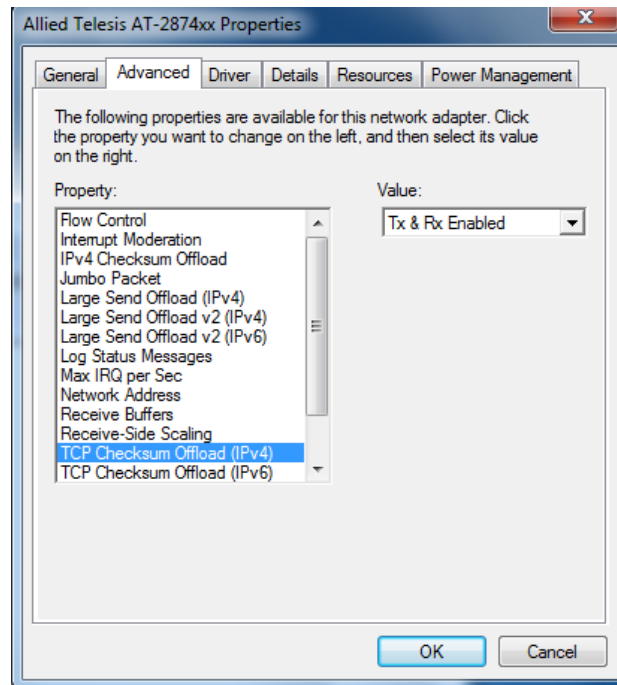 Allied Telesis AT-2874xx Properties
General Advanced Driver Details Resources Power Management
The following properties are available for this network adapter. Click
the property you want to change on the left, and then select its value
on the right.
Property: Value:
Flow Control Tx & Rx Enabled
Interrupt Moderation
IPv4 Checksum Offload
Jumbo Packet
Large Send Offload (IPv4)
Large Send Offload v2 (IPv4)
Large Send Offload v2 (IPv6)
Log Status Messages
Max IRQ per Sec
Network Address
Receive Buffers
Receive-Side Scaling
TCP Checksum Offload (IPv4)
TCP Checksum Offload (IPv6)
OK Cancel